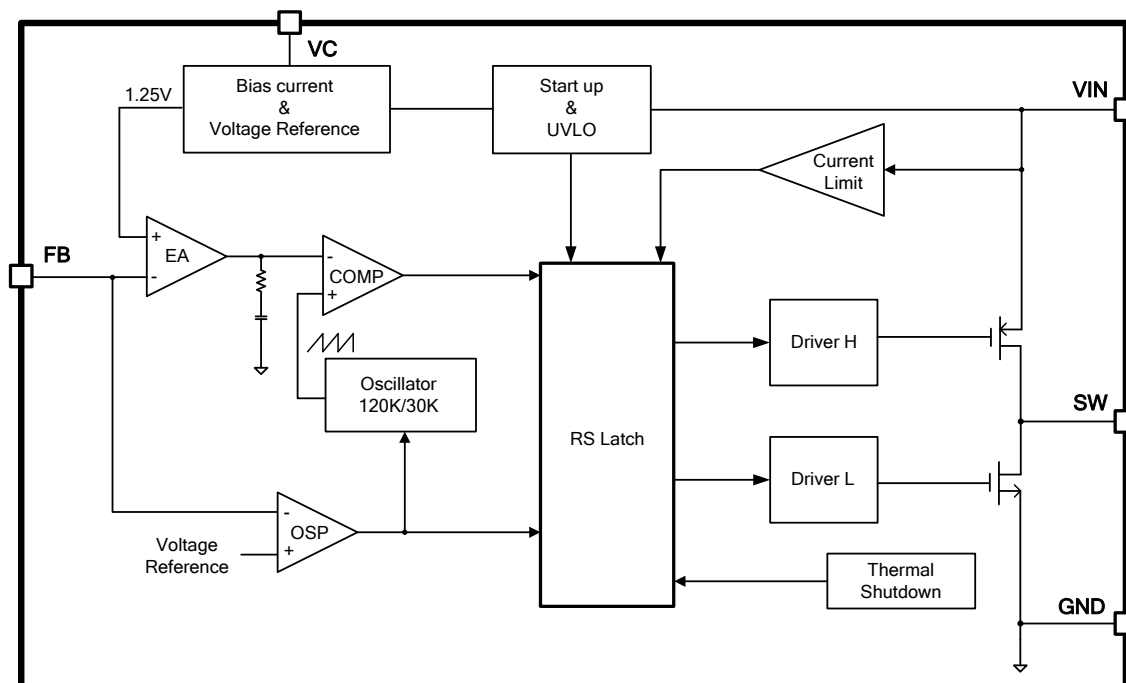 VC
VIN
1.25V
Bias current
&
Voltage Reference
Start up
&
UVLO
Current
Limit
FB
+
EA
-
-
COMP
+
Oscillator
120K/30K
RS Latch
Driver H
SW
Driver L
-
OSP
+
Voltage
Reference
Thermal
Shutdown
GND